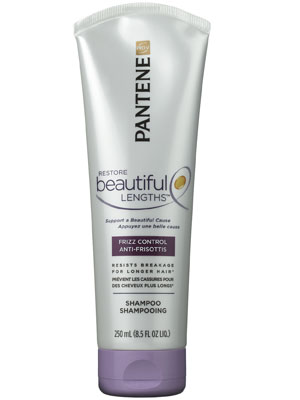 PANTENE
RESTORE
beautiful
LENGTHS™
Support a Beautiful Cause
Appuyez une belle cause
FRIZZ CONTROL
ANTI-FRISOTTIS
RESISTS BREAKAGE
FOR LONGER HAIR*
PRÉVIENT LES CASSURES POUR
DES CHEVEUX PLUS LONGS*
SHAMPOO
SHAMPOOING
250 mL (8.5 FL OZ LIQ.)